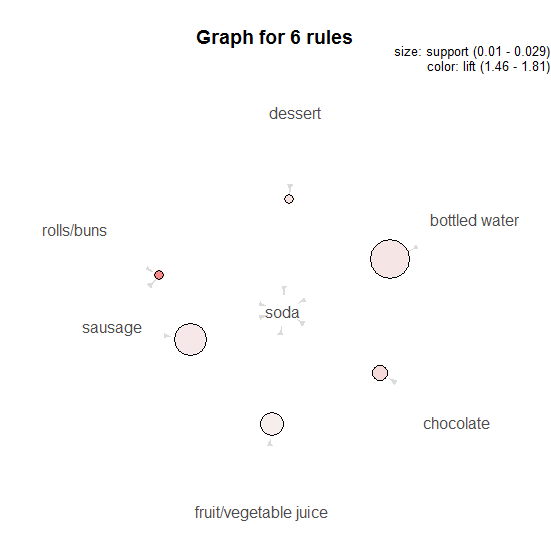 Graph for 6 rules
size: support (0.01 - 0.029)
color: lift (1.46 - 1.81)
dessert
bottled water
rolls/buns
soda
sausage
chocolate
fruit/vegetable juice